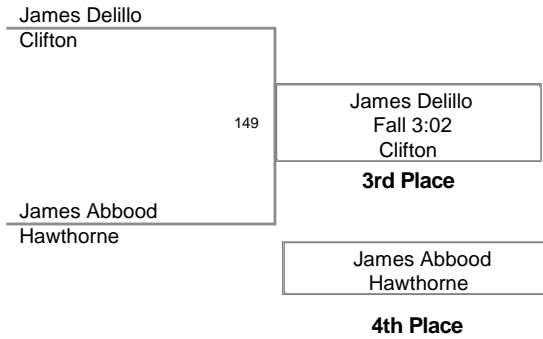 James Delillo
Clifton
149
James Delillo
Fall 3:02
Clifton
3rd Place
James Abbood
Hawthorne
James Abbood
Hawthorne
4th Place